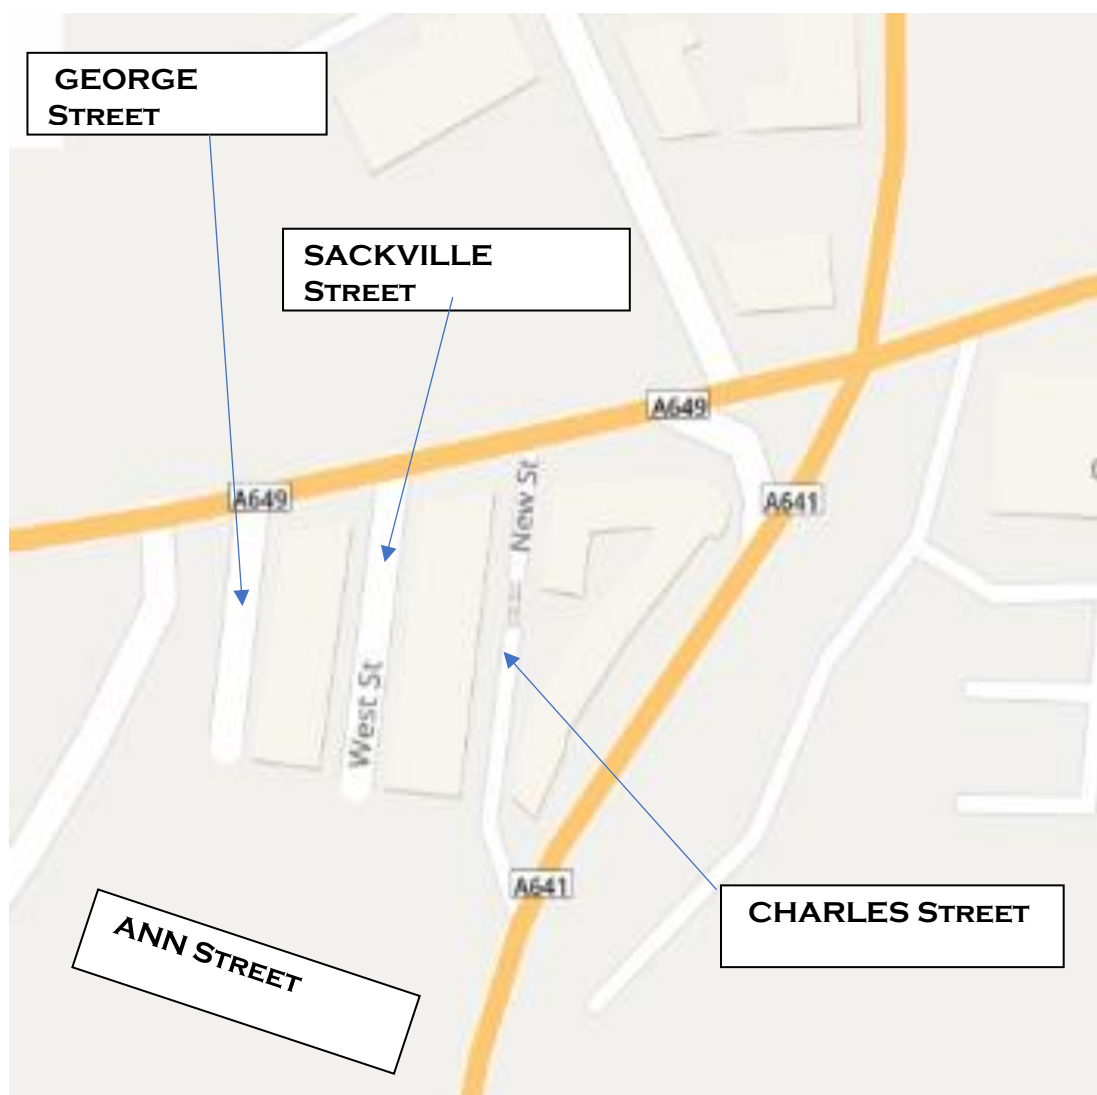 GEORGE
STREET
SACKVILLE
STREET
A649
A649
New St
A641
West St
A641
CHARLES STREET
ANN STREET